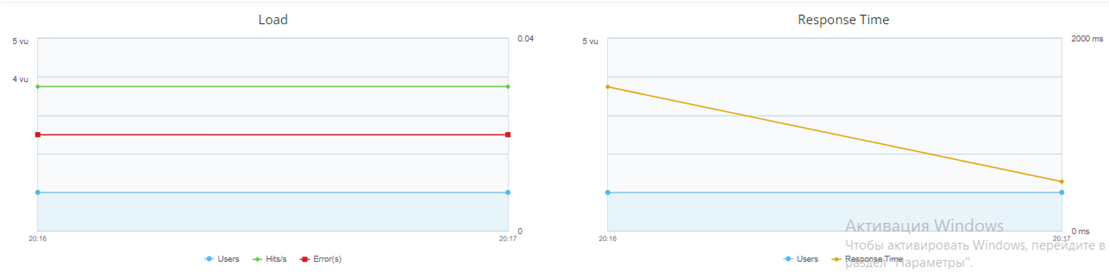 Load
5 vu
0.04
4 vu
20:16
20:17
0
Users
Hits/s
Error(s)
Response Time
5 vu
2000 ms
20:16
20:17
0 ms
Users
Response Time
Активация Windows
Чтобы активировать Windows, перейдите в
раздел "Параметры".